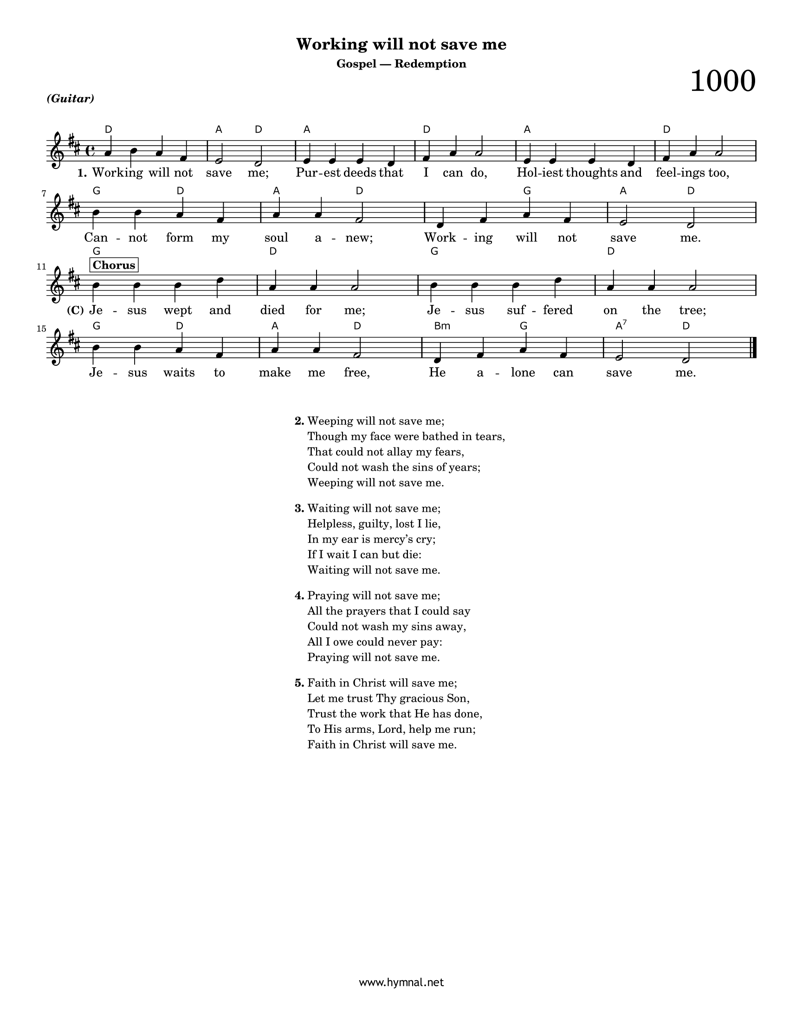 Working will not save me
Gospel — Redemption
1000
(Guitar)
D A D A D A D
1. Working will not save me; Pur-est deeds that I can do, Hol-iest thoughts and feel-ings too,
7
G D A D G A D
Can - not form my soul a - new; Work - ing will not save me.
G D G D
11
Chorus
(C) Je - sus wept and died for me; Je - sus suf - fered on the tree;
15
G D A D Bm G A7 D
Je - sus waits to make me free, He a - lone can save me.
2. Weeping will not save me;
Though my face were bathed in tears,
That could not allay my fears,
Could not wash the sins of years;
Weeping will not save me.
3. Waiting will not save me;
Helpless, guilty, lost I lie,
In my ear is mercy's cry;
If I wait I can but die:
Waiting will not save me.
4. Praying will not save me;
All the prayers that I could say
Could not wash my sins away,
All I owe could never pay:
Praying will not save me.
5. Faith in Christ will save me;
Let me trust Thy gracious Son,
Trust the work that He has done,
To His arms, Lord, help me run;
Faith in Christ will save me.
www.hymnal.net